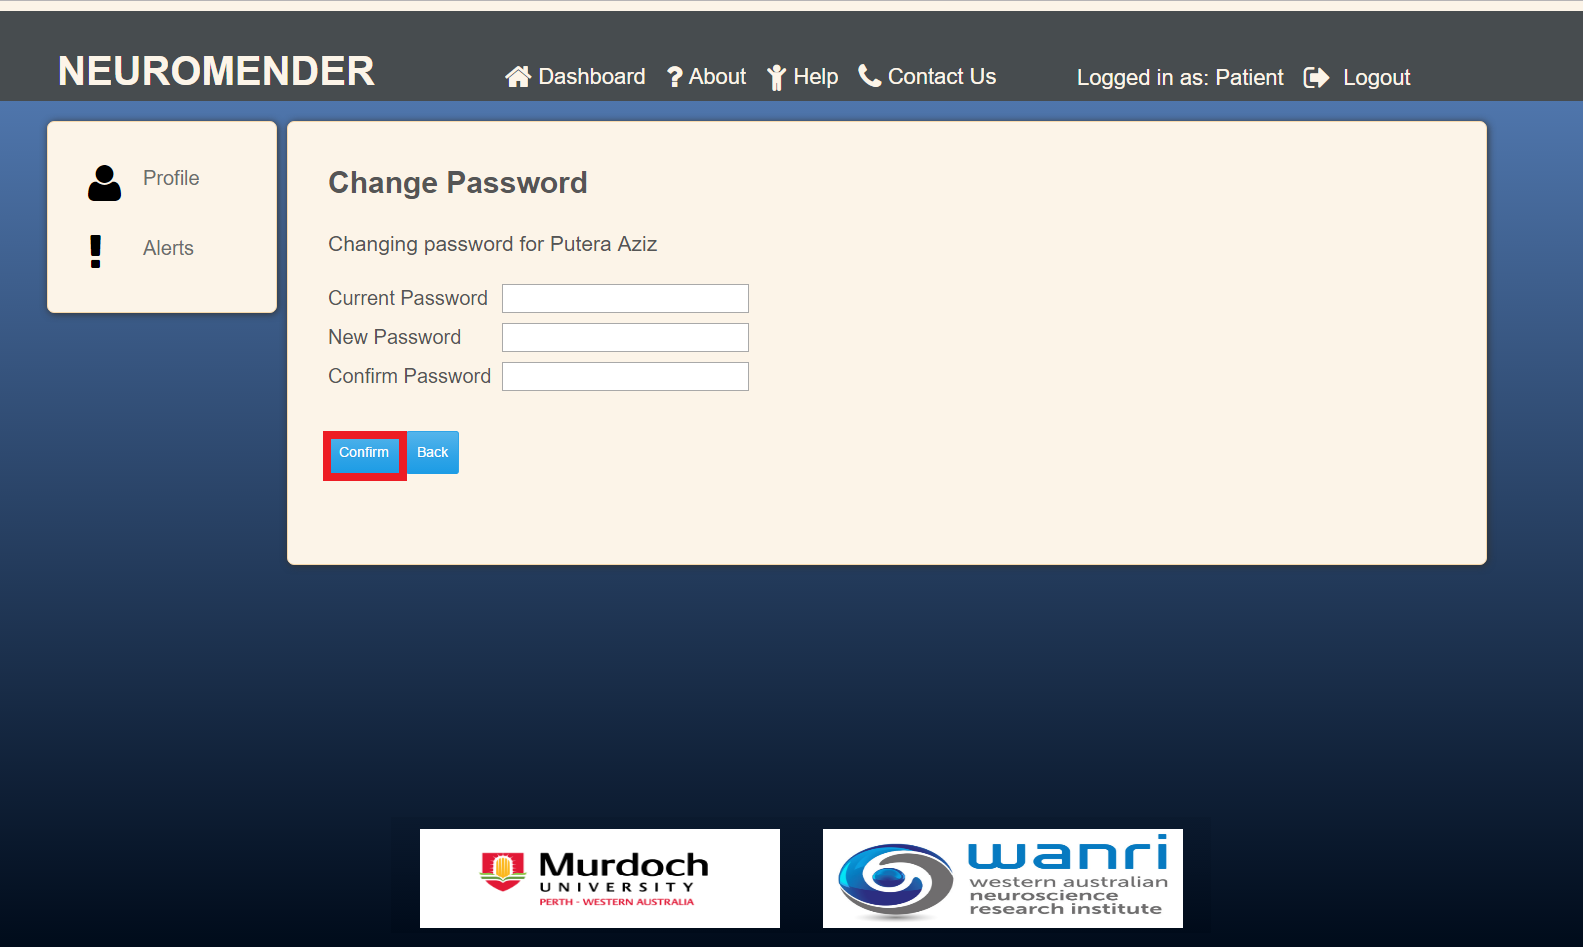 NEUROMENDER
Dashboard
About
Help
Contact Us
Logged in as: Patient
Logout
Profile
Alerts
Change Password
Changing password for Putera Aziz
Current Password
New Password
Confirm Password
Confirm
Back
Murdoch
UNIVERSITY
PERTH - WESTERN AUSTRALIA
wanri
western australian
neuroscience
research institute